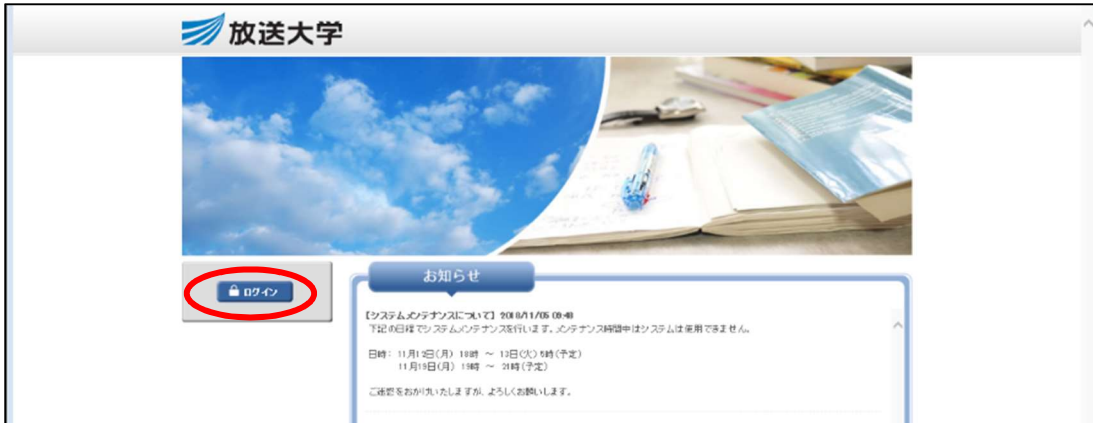 放送大学
ログイン
お知らせ
【システムメンテナンスについて】 2018/11/05 09:48
下記の日程でシステムメンテナンスを行います。メンテナンス時間中はシステムは使用できません。
日時： 11月12日(月) 18時 ～ 13日(火) 5時(予定)
11月19日(月) 19時 ～ 21時(予定)
ご迷惑をおかけいたしますが、よろしくお願いします。